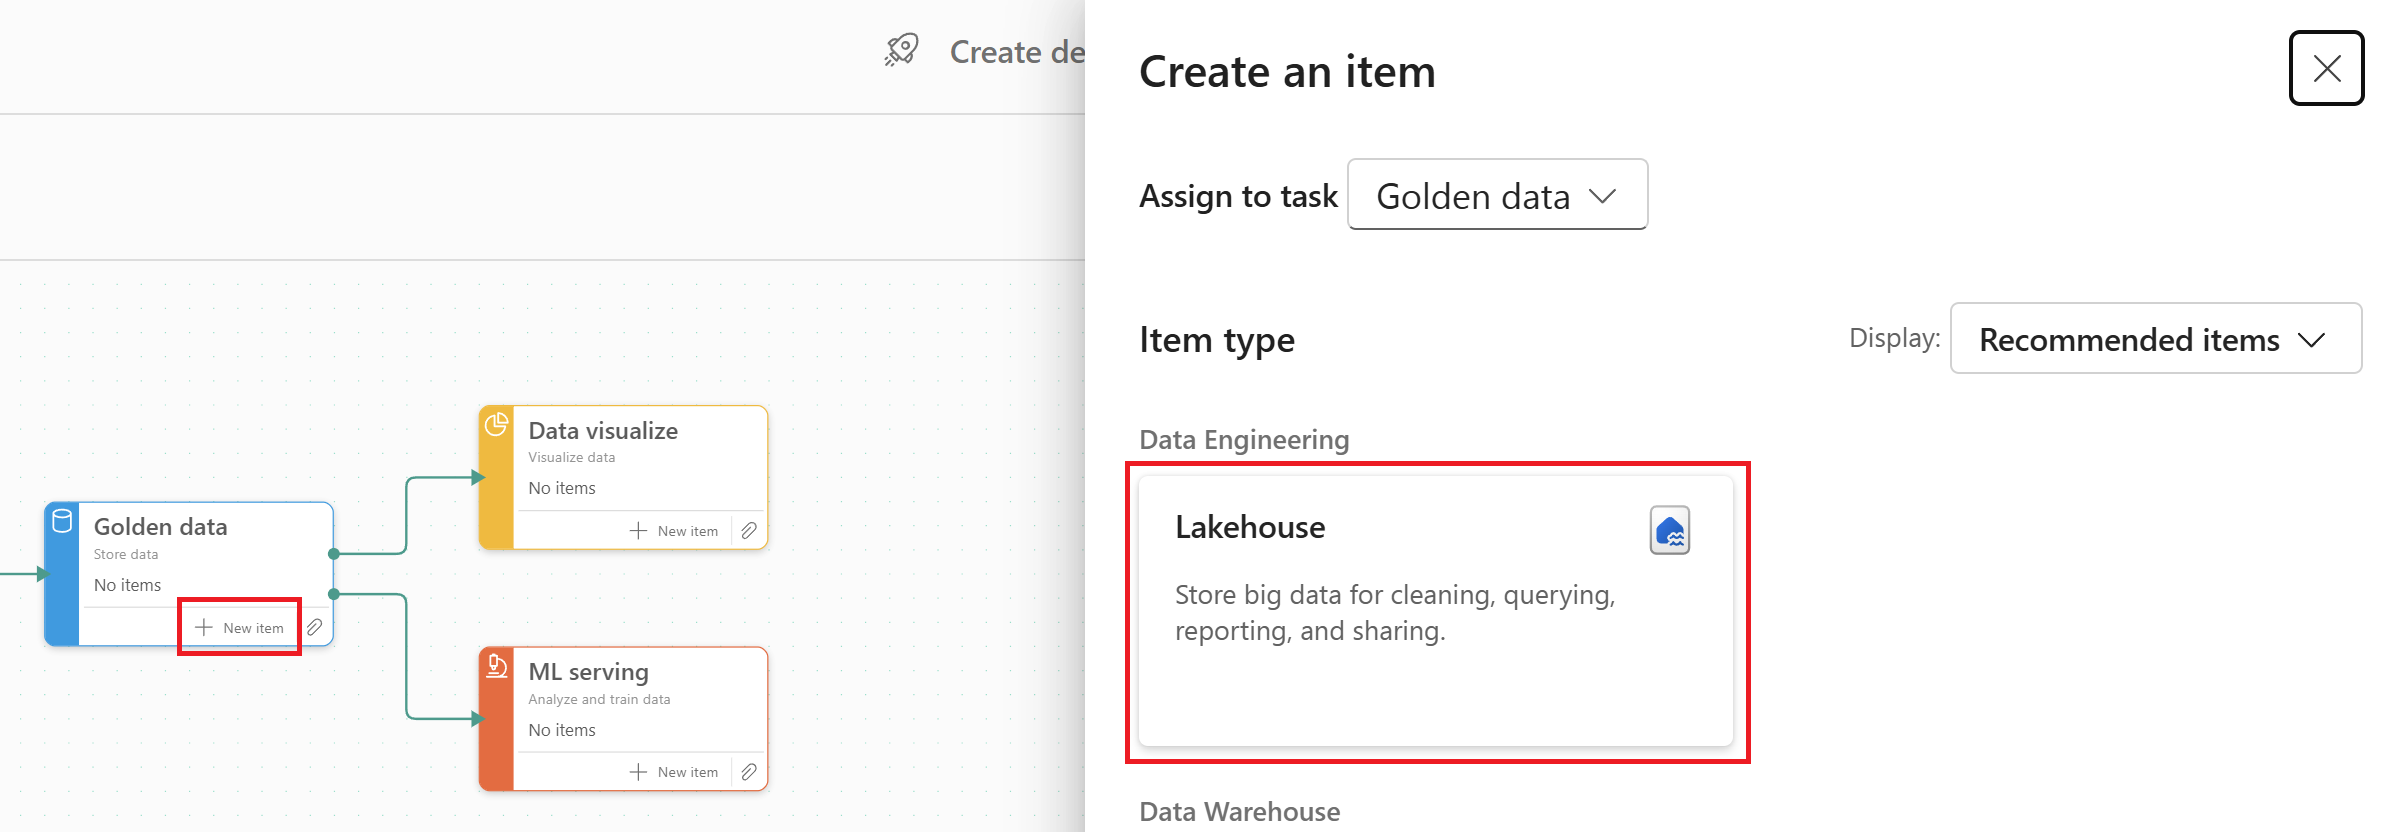 Create de
Golden data
Store data
No items
New item
Data visualize
Visualize data
No items
New item
ML serving
Analyze and train data
No items
New item
Create an item
Assign to task Golden data
Item type
Display: Recommended items
Data Engineering
Lakehouse
Store big data for cleaning, querying,
reporting, and sharing.
Data Warehouse